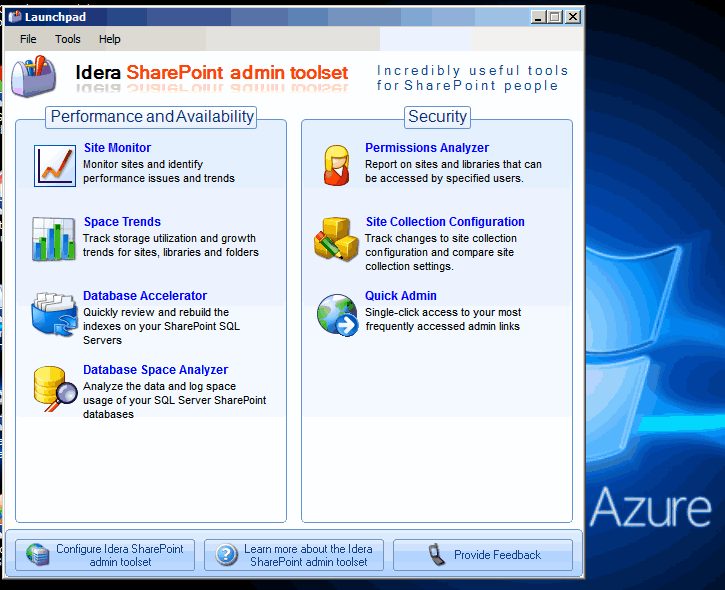 Launchpad
File Tools Help
Idera SharePoint admin toolset
Incredibly useful tools
for SharePoint people
Performance and Availability
Site Monitor
Monitor sites and identify
performance issues and trends
Space Trends
Track storage utilization and growth
trends for sites, libraries and folders
Database Accelerator
Quickly review and rebuild the
indexes on your SharePoint SQL
Servers
Database Space Analyzer
Analyze the data and log space
usage of your SQL Server SharePoint
databases
Security
Permissions Analyzer
Report on sites and libraries that can
be accessed by specified users.
Site Collection Configuration
Track changes to site collection
configuration and compare site
collection settings.
Quick Admin
Single-click access to your most
frequently accessed admin links
Configure Idera SharePoint
admin toolset
Learn more about the Idera
SharePoint admin toolset
Provide Feedback
Azure